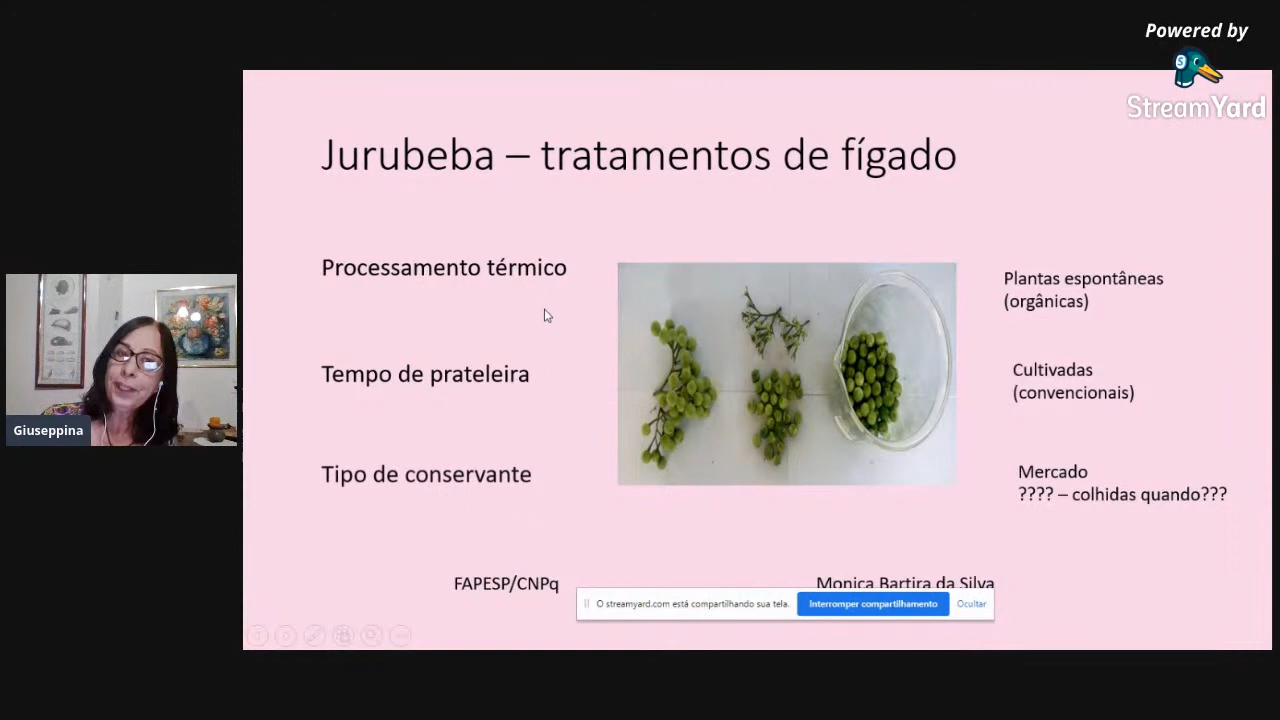 Powered by
StreamYard
Jurubeba – tratamentos de fígado
Processamento térmico
Tempo de prateleira
Tipo de conservante
Plantas espontâneas
(orgânicas)
Cultivadas
(convencionais)
Mercado
???? – colhidas quando???
Giuseppina
FAPESP/CNPq
Monica Bartira da Silva
O streamyard.com está compartilhando sua tela.
Interromper compartilhamento
Ocultar